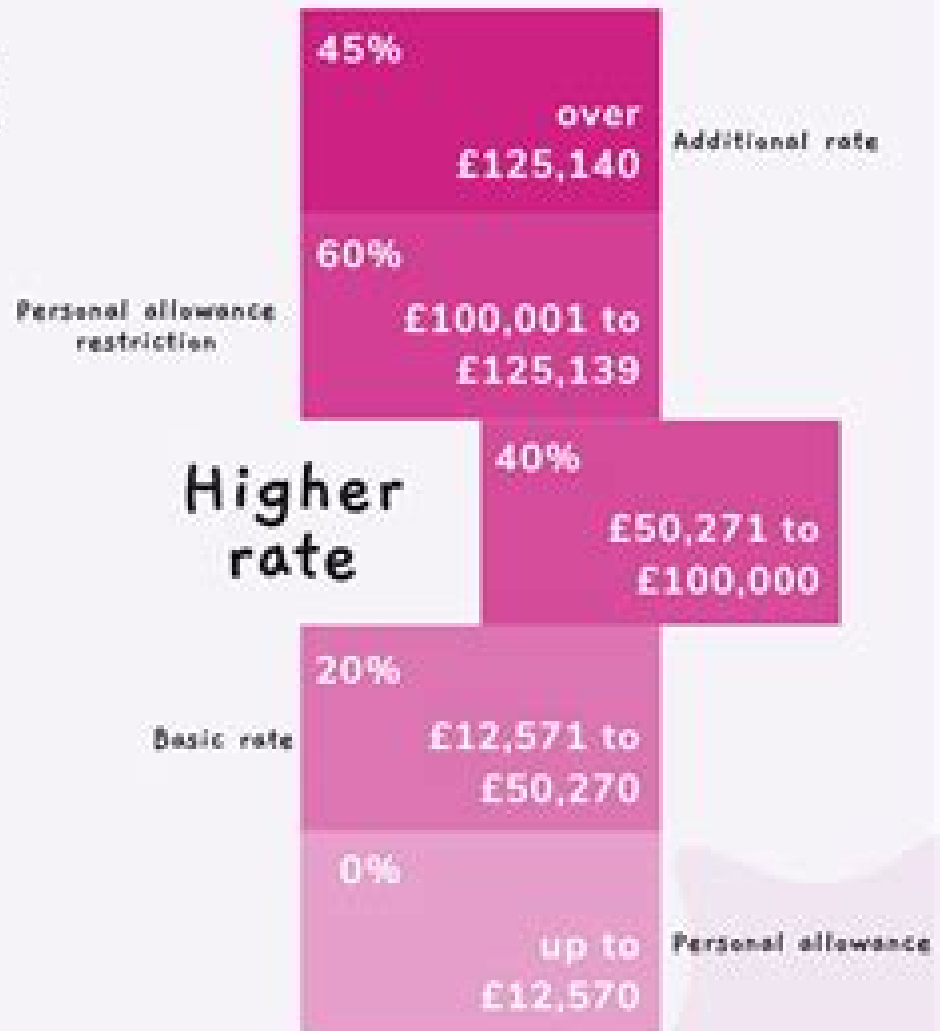 45%
over
£125,140
Additional rate
60%
Personal allowance
restriction
£100,001 to
£125,139
Higher
rate
40%
£50,271 to
£100,000
20%
Basic rate
£12,571 to
£50,270
0%
up to
£12,570
Personal allowance